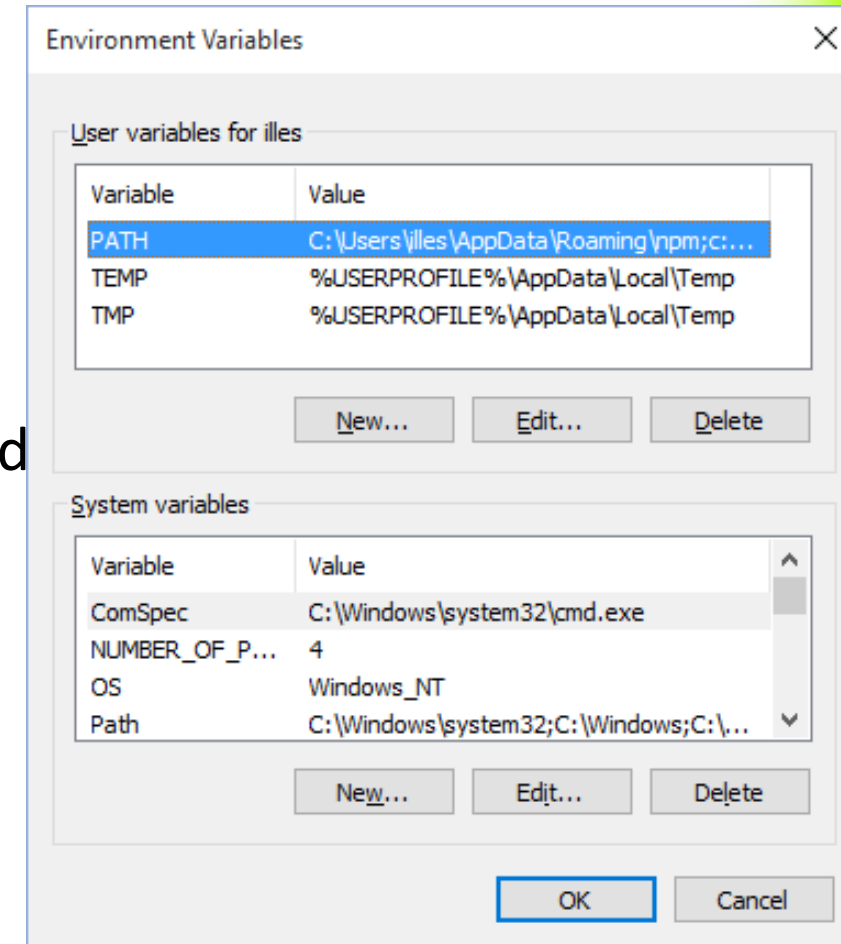 Environment Variables
User variables for illes
Variable Value
PATH C:\Users\illes\AppData\Roaming\npm;c:...
TEMP %USERPROFILE%\AppData\Local\Temp
TMP %USERPROFILE%\AppData\Local\Temp
New... Edit... Delete
d
System variables
Variable Value
ComSpec C:\Windows\system32\cmd.exe
NUMBER_OF_P... 4
OS Windows_NT
Path C:\Windows\system32;C:\Windows;C:\...
New... Edit... Delete
OK Cancel